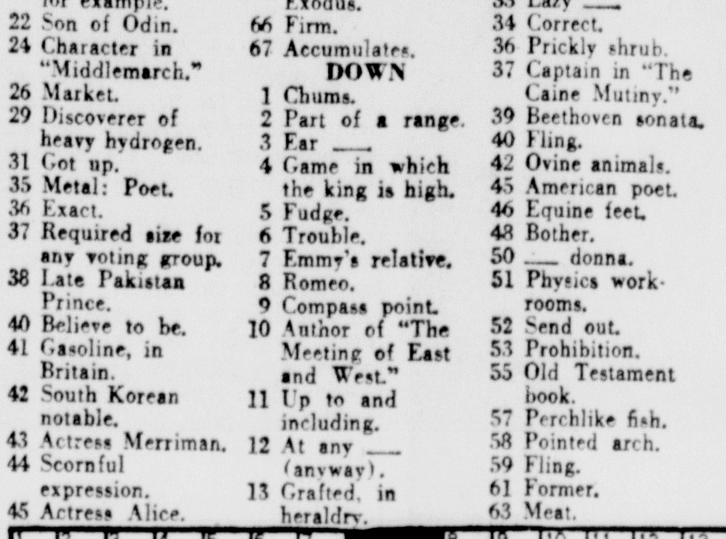 for example.
22 Son of Odin.
24 Character in
"Middlemarch."
26 Market.
29 Discoverer of
heavy hydrogen.
31 Got up.
35 Metal: Poet.
36 Exact.
37 Required size for
any voting group.
38 Late Pakistan
Prince.
40 Believe to be.
41 Gasoline, in
Britain.
42 South Korean
notable.
43 Actress Merriman.
44 Scornful
expression.
45 Actress Alice.
Exodus.
66 Firm.
67 Accumulates.
DOWN
1 Chums.
2 Part of a range.
3 Ear ___
4 Game in which
the king is high.
5 Fudge.
6 Trouble.
7 Emmy's relative.
8 Romeo.
9 Compass point.
10 Author of "The
Meeting of East
and West."
11 Up to and
including.
12 At any ___
(anyway).
13 Grafted, in
heraldry.
33 Lazy ___
34 Correct.
36 Prickly shrub.
37 Captain in "The
Caine Mutiny."
39 Beethoven sonata.
40 Fling.
42 Ovine animals.
45 American poet.
46 Equine feet.
48 Bother.
50 ___ donna.
51 Physics work-
rooms.
52 Send out.
53 Prohibition.
55 Old Testament
book.
57 Perchlike fish.
58 Pointed arch.
59 Fling.
61 Former.
63 Meat.